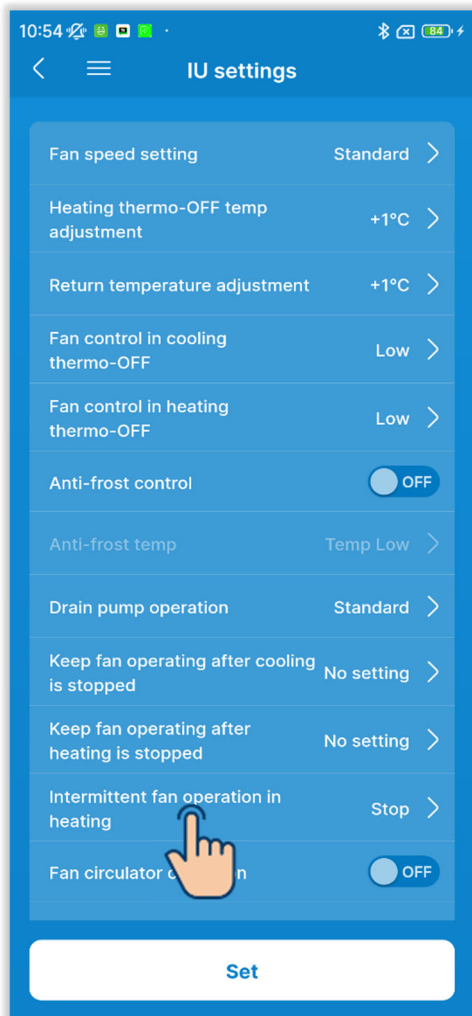 10:54
84
IU settings
Fan speed setting
Standard
Heating thermo-OFF temp
adjustment
+1°C
Return temperature adjustment
+1°C
Fan control in cooling
thermo-OFF
Low
Fan control in heating
thermo-OFF
Low
Anti-frost control
OFF
Anti-frost temp
Temp Low
Drain pump operation
Standard
Keep fan operating after cooling
is stopped
No setting
Keep fan operating after
heating is stopped
No setting
Intermittent fan operation in
heating
Stop
Fan circulator
OFF
Set